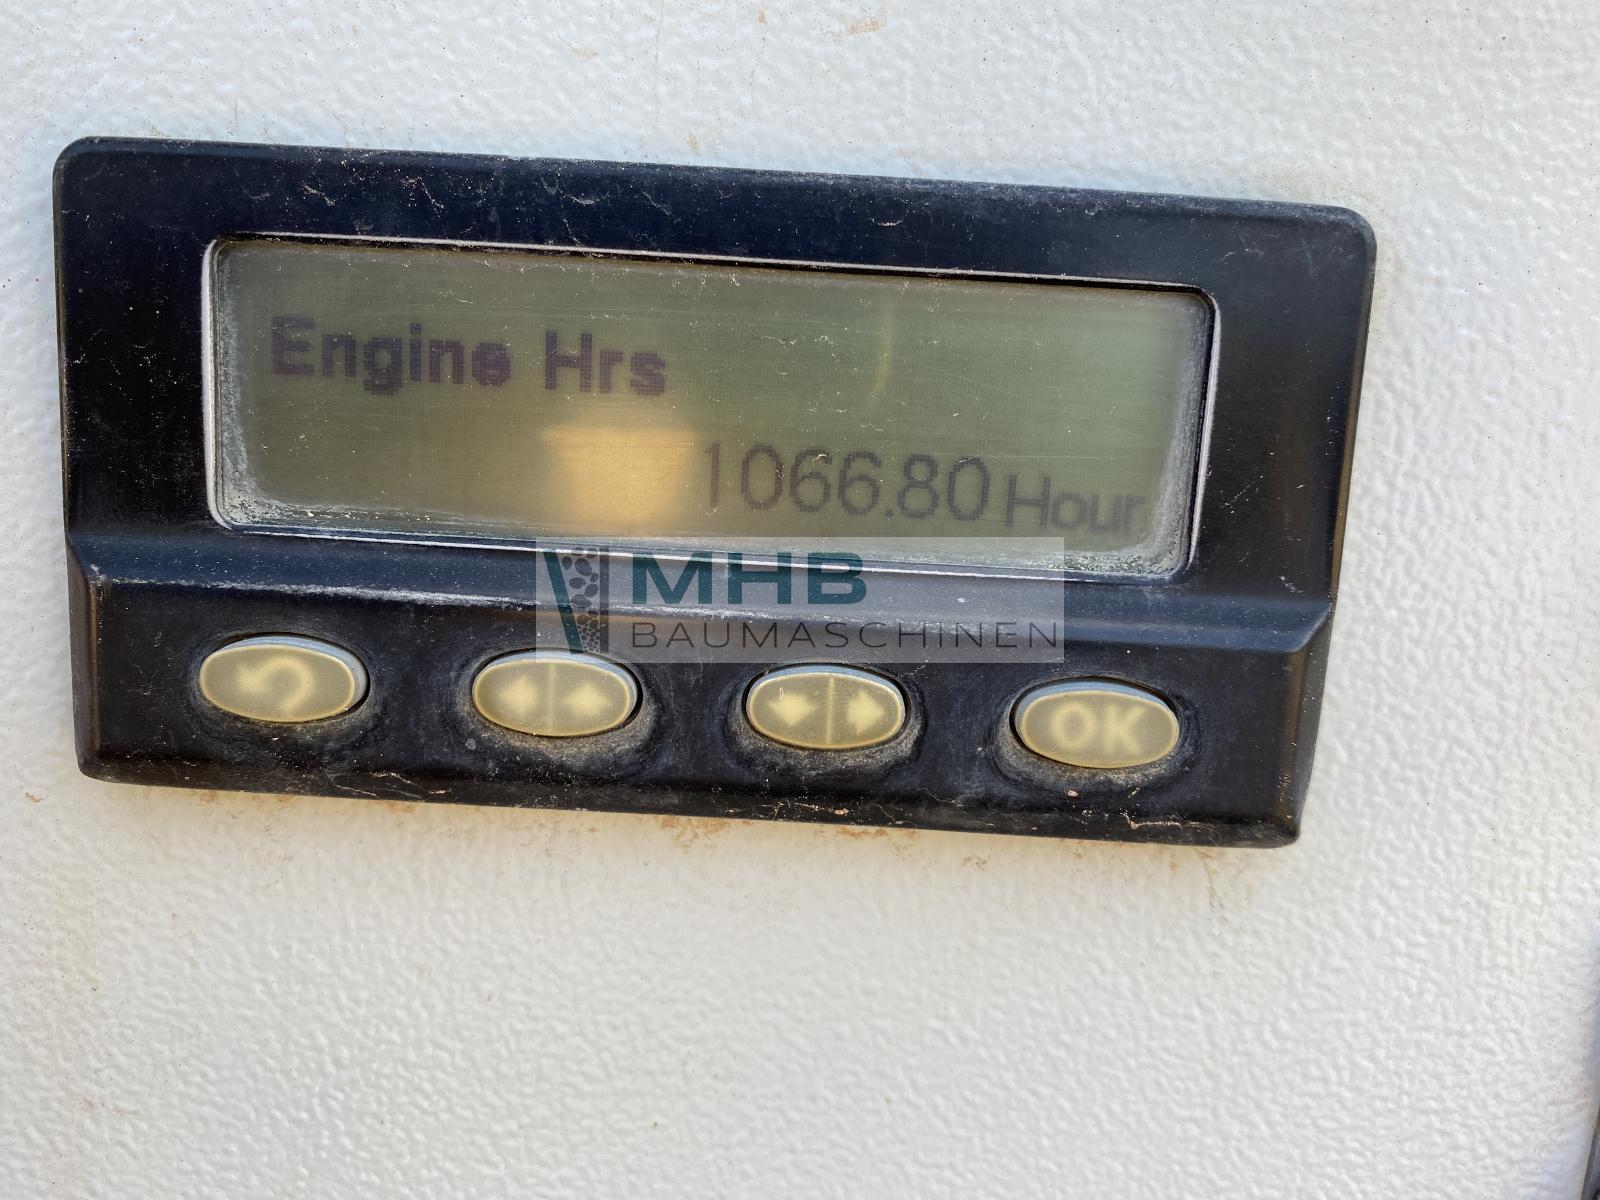 Engine Hrs
1066.80 Hour
MHB
BAUMASCHINEN
OK